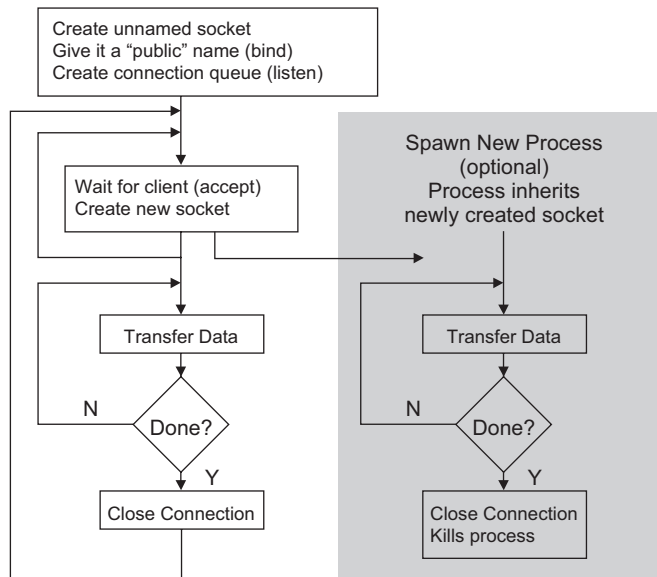 Create unnamed socket
Give it a “public” name (bind)
Create connection queue (listen)
Wait for client (accept)
Create new socket
Transfer Data
N
Done?
Y
Close Connection
Spawn New Process
(optional)
Process inherits
newly created socket
Transfer Data
N
Done?
Y
Close Connection
Kills process